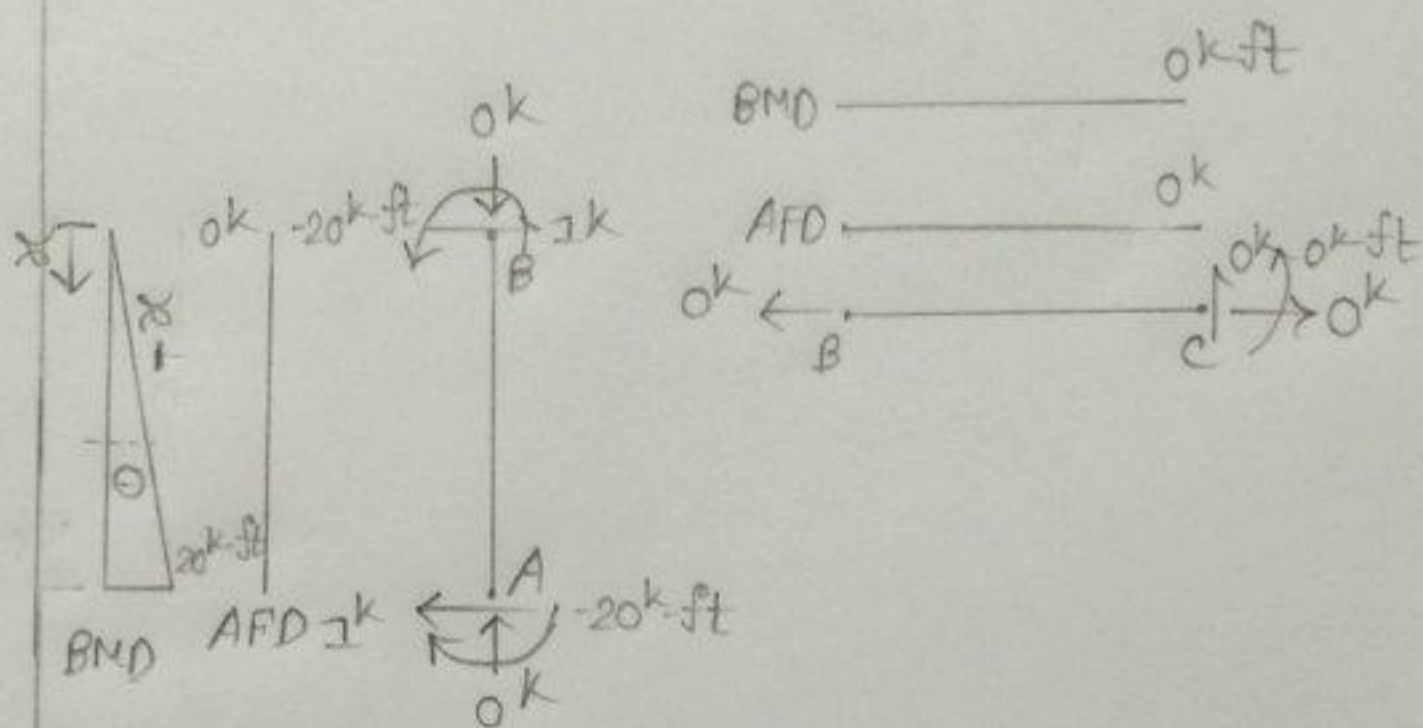 0k-ft
BMD
0k
0k
AFD
0k -20k-ft 1k
x
B
0k 0k-ft
0k 0k
B C
-x
⊖
20k-ft
A
AFD 1k -20k-ft
BMD
0k